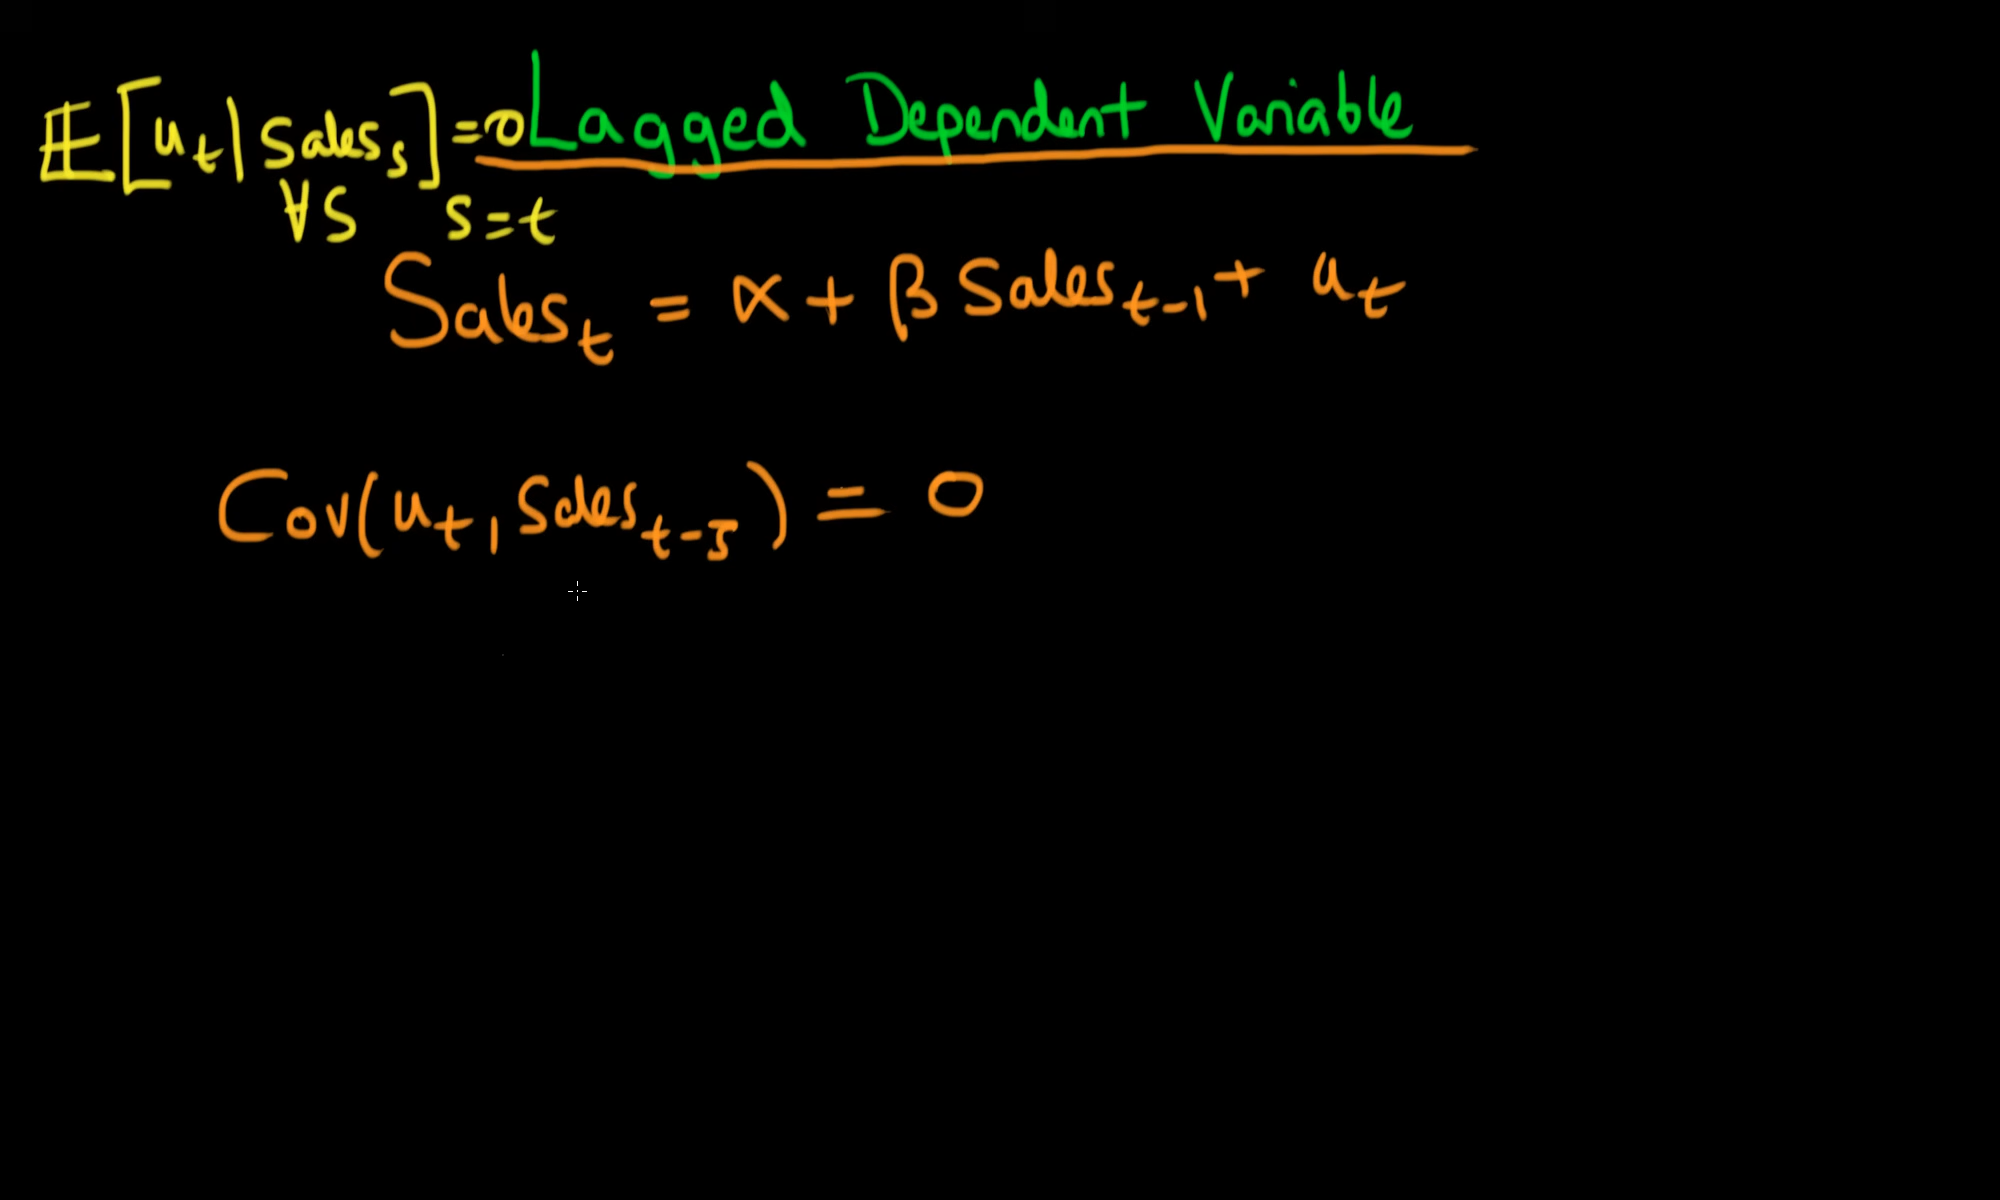 Lagged Dependent Variable
𝔼[u_t | Sales_s] = 0
∀s s=t
Sales_t = α + β Sales_{t-1} + u_t
Cov(u_t, Sales_{t-s}) = 0